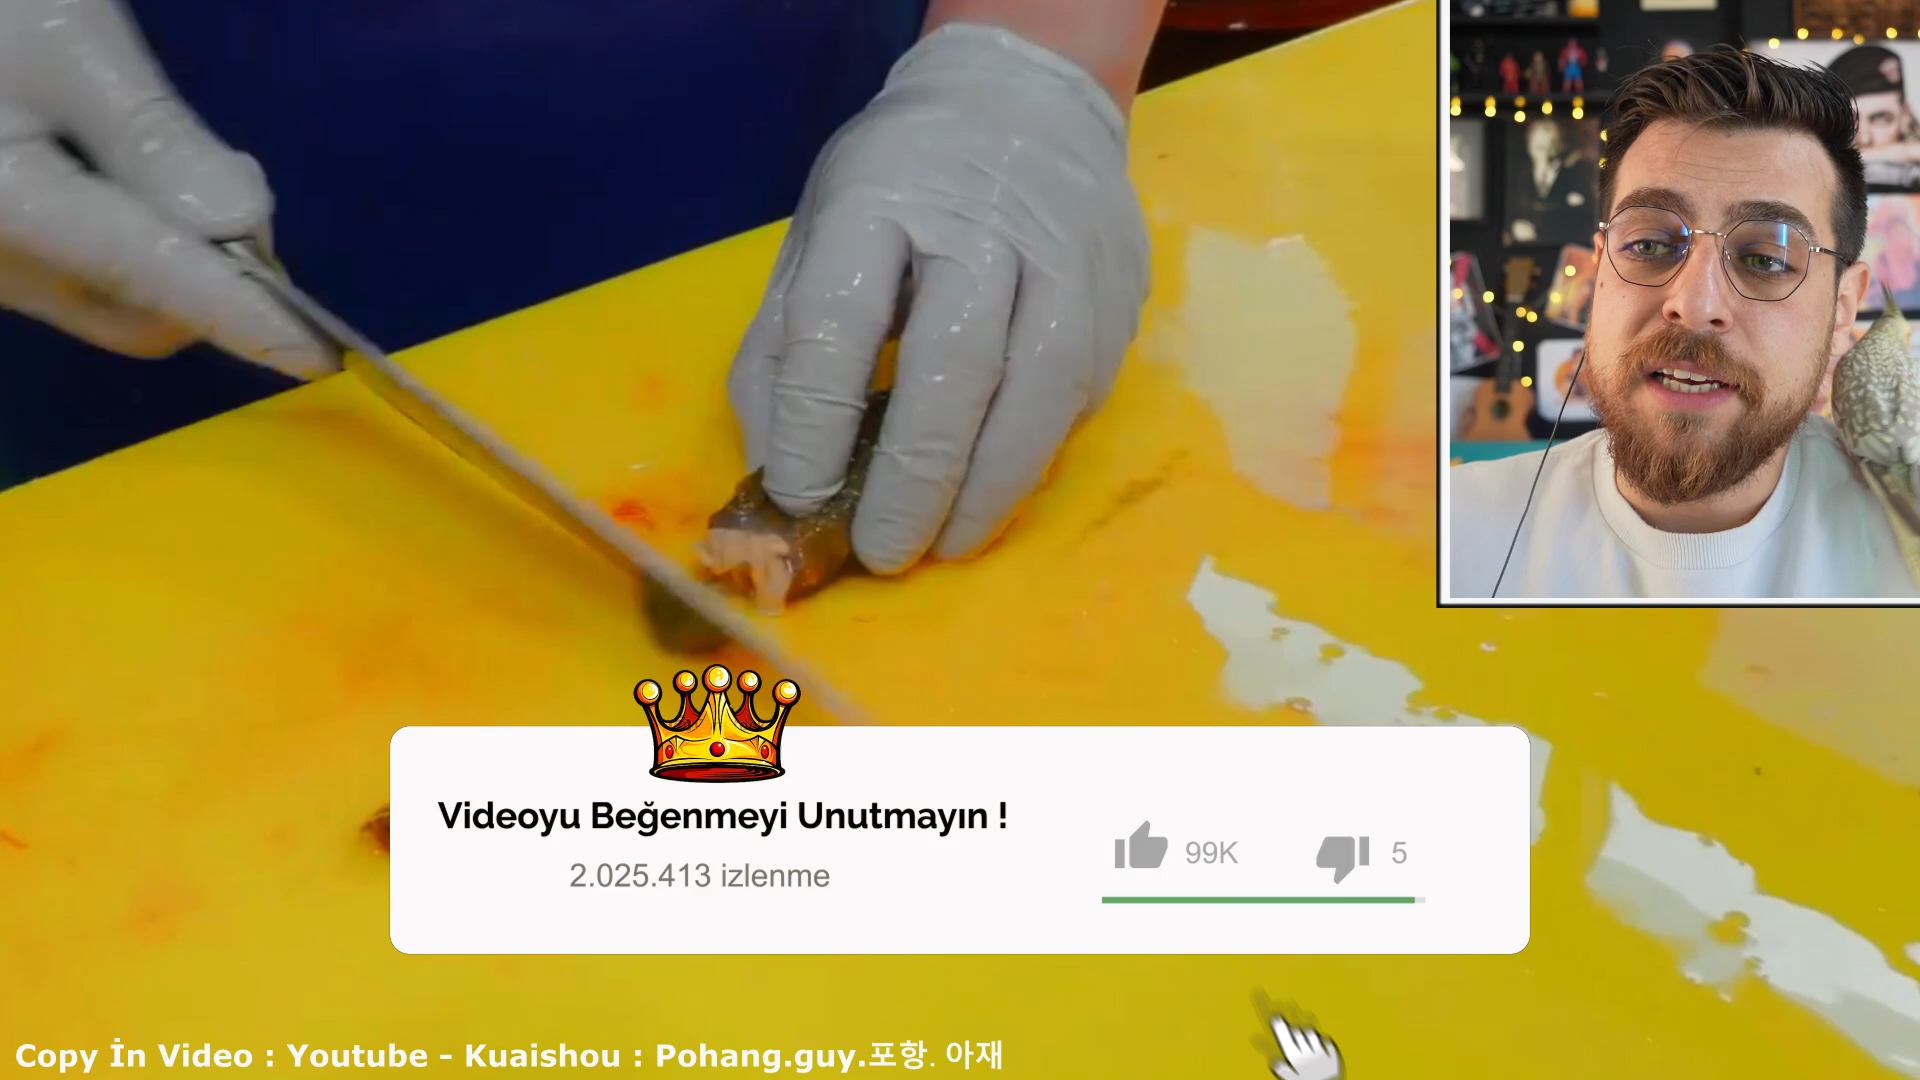 Videoyu Beğenmeyi Unutmayın !
2.025.413 izlenme
99K
5
Copy İn Video : Youtube - Kuaishou : Pohang.guy.포항. 아재